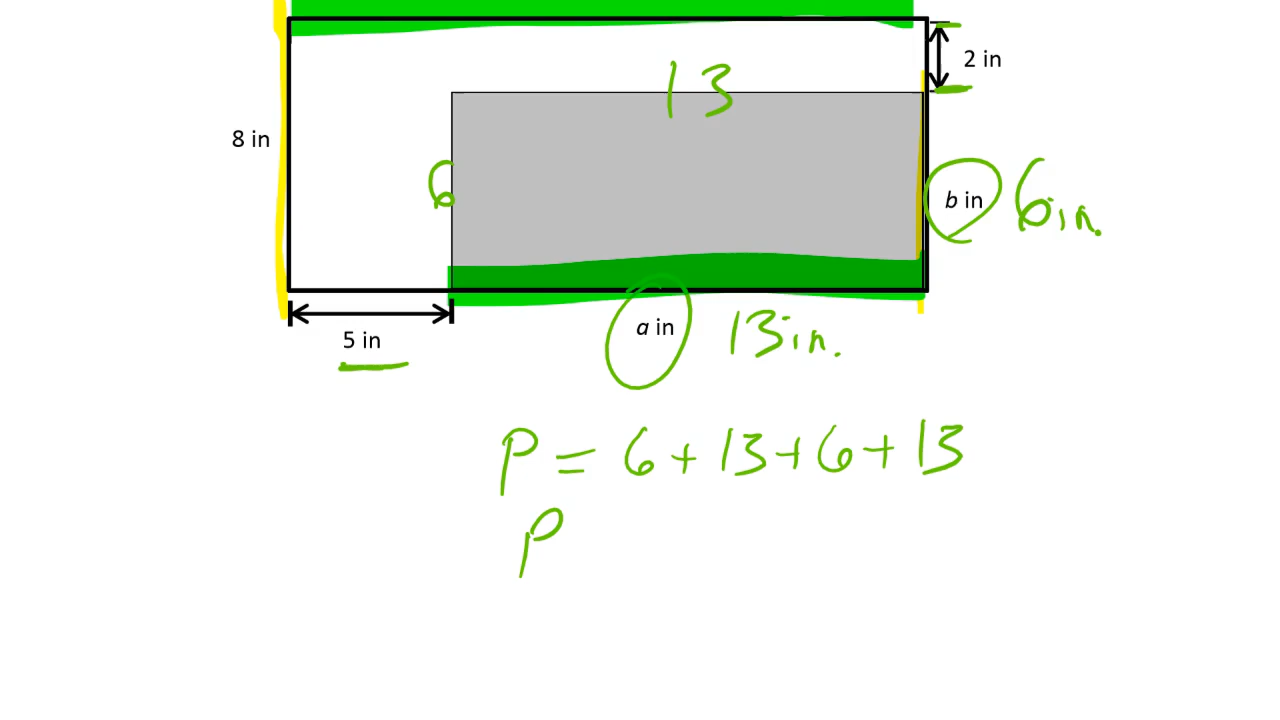 2 in
13
8 in
6
b in 6in.
5 in
a in 13in.
P = 6+13+6+13
P